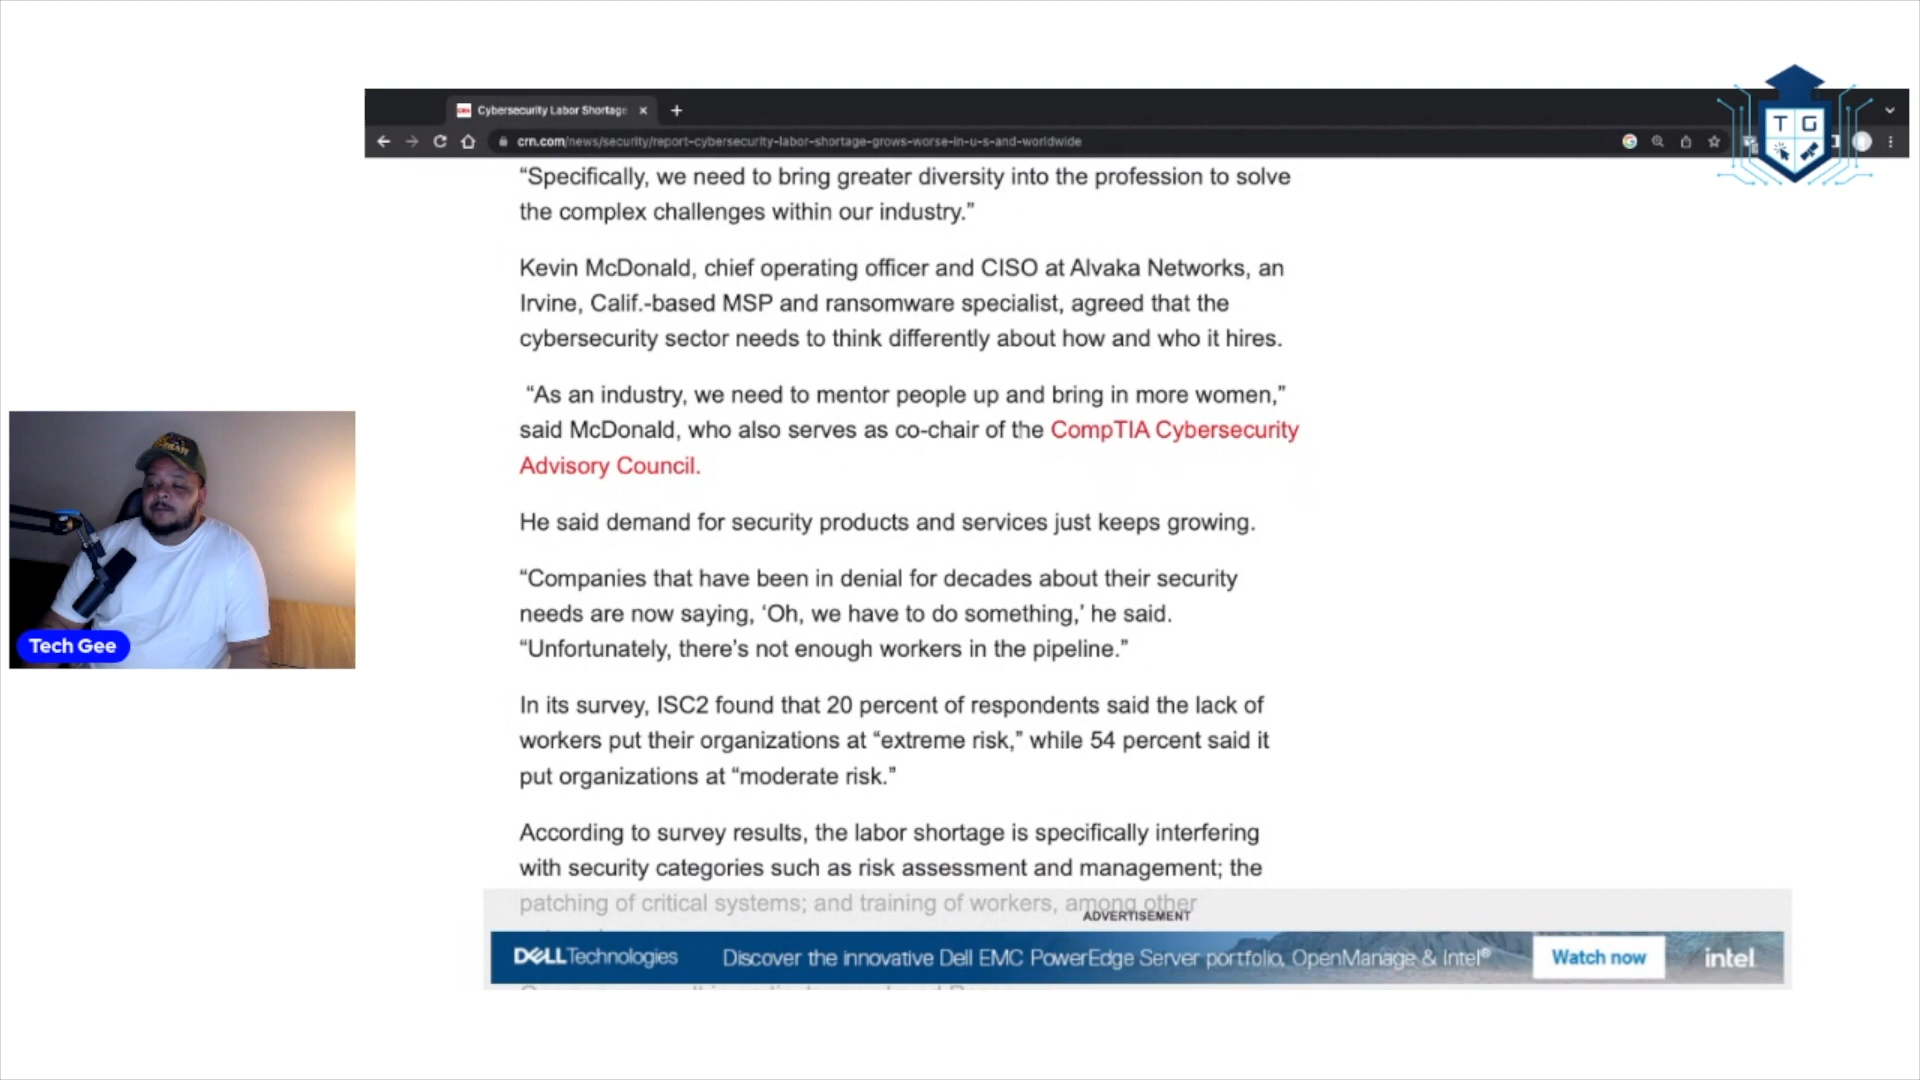 Cybersecurity Labor Shortage
crn.com/news/security/report-cybersecurity-labor-shortage-grows-worse-in-u-s-and-worldwide
T G
“Specifically, we need to bring greater diversity into the profession to solve
the complex challenges within our industry.”
Kevin McDonald, chief operating officer and CISO at Alvaka Networks, an
Irvine, Calif.-based MSP and ransomware specialist, agreed that the
cybersecurity sector needs to think differently about how and who it hires.
“As an industry, we need to mentor people up and bring in more women,”
said McDonald, who also serves as co-chair of the CompTIA Cybersecurity
Advisory Council.
He said demand for security products and services just keeps growing.
“Companies that have been in denial for decades about their security
needs are now saying, ‘Oh, we have to do something,’ he said.
“Unfortunately, there’s not enough workers in the pipeline.”
Tech Gee
In its survey, ISC2 found that 20 percent of respondents said the lack of
workers put their organizations at “extreme risk,” while 54 percent said it
put organizations at “moderate risk.”
According to survey results, the labor shortage is specifically interfering
with security categories such as risk assessment and management; the
patching of critical systems; and training of workers, among other
ADVERTISEMENT
DELLTechnologies Discover the innovative Dell EMC PowerEdge Server portfolio, OpenManage & Intel® Watch now intel